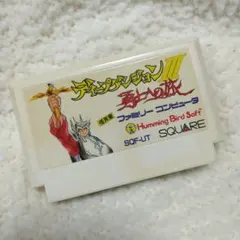 ディープダンジョンIII
勇士への旅
ファミリー コンピュータ
Humming Bird Soft
SQF-UT SQUARE